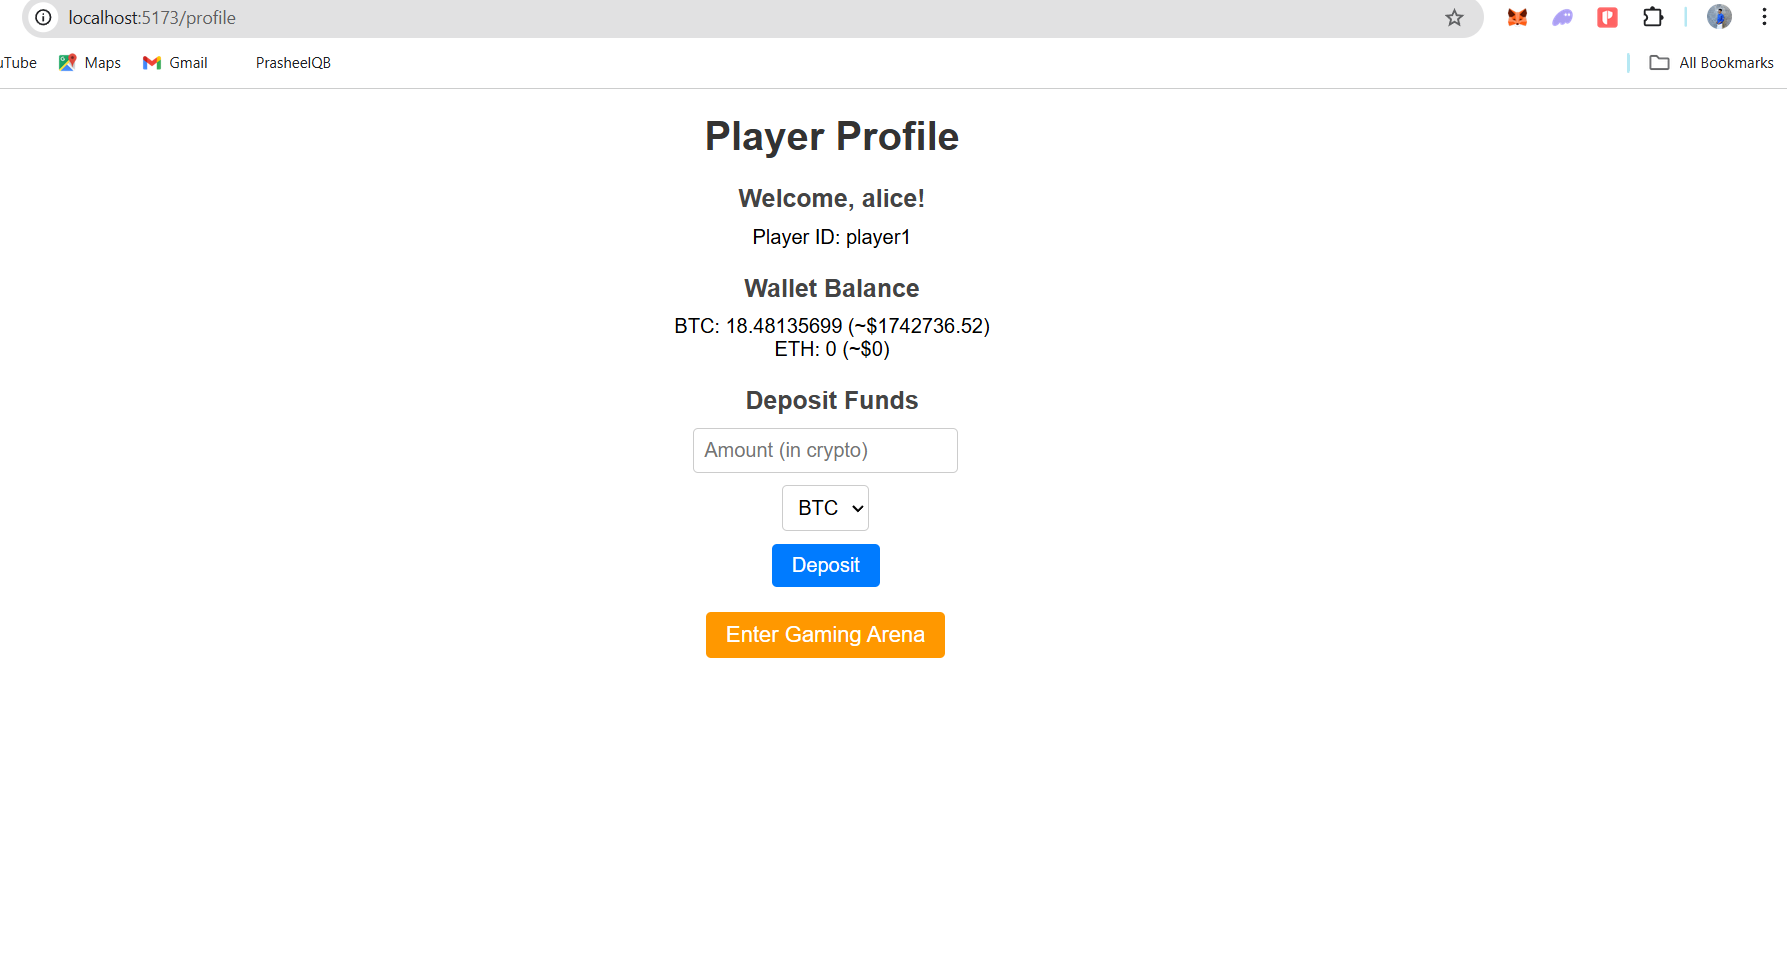 localhost:5173/profile
uTube Maps Gmail PrasheelQB All Bookmarks
Player Profile
Welcome, alice!
Player ID: player1
Wallet Balance
BTC: 18.48135699 (~$1742736.52)
ETH: 0 (~$0)
Deposit Funds
Amount (in crypto)
BTC
Deposit
Enter Gaming Arena